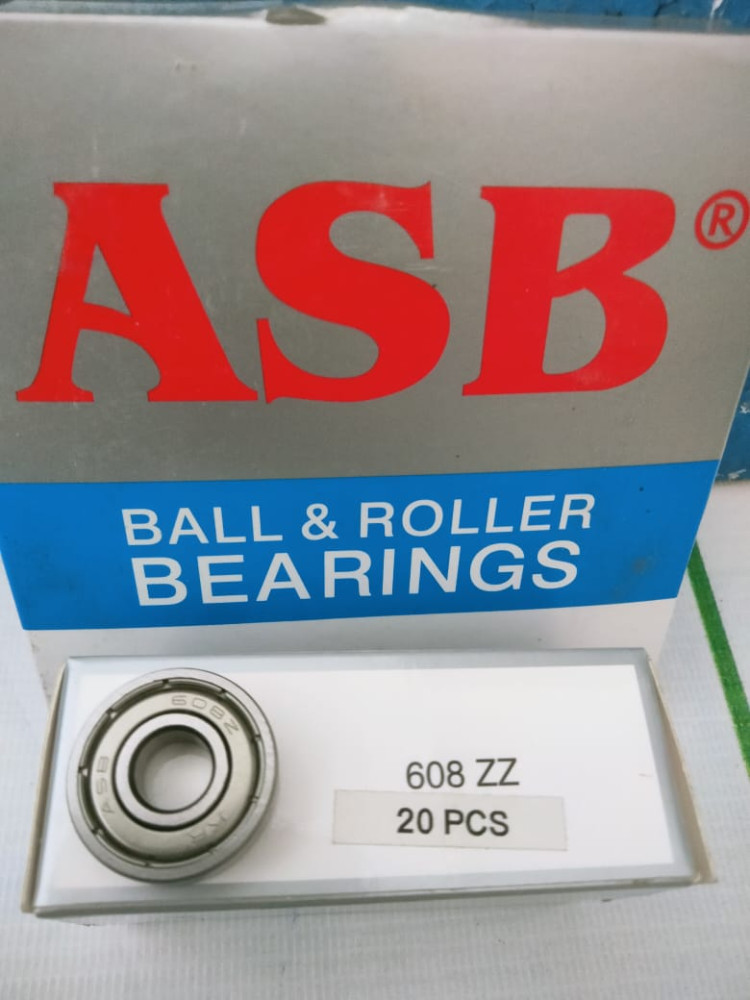 ASB®
BALL & ROLLER
BEARINGS
608Z
ASB
608 ZZ
20 PCS